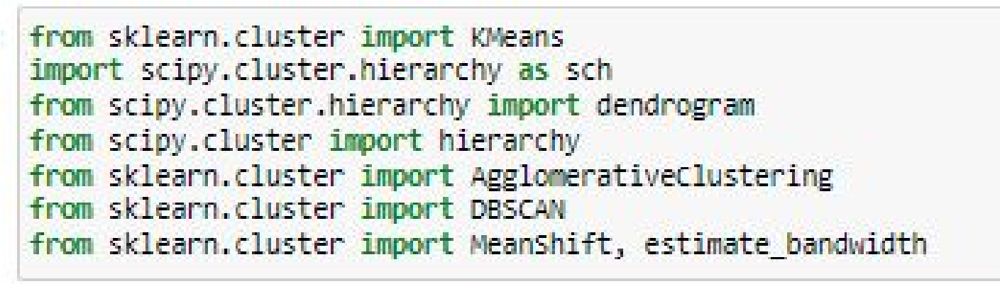 from sklearn.cluster import KMeans
import scipy.cluster.hierarchy as sch
from scipy.cluster.hierarchy import dendrogram
from scipy.cluster import hierarchy
from sklearn.cluster import AgglomerativeClustering
from sklearn.cluster import DBSCAN
from sklearn.cluster import MeanShift, estimate_bandwidth